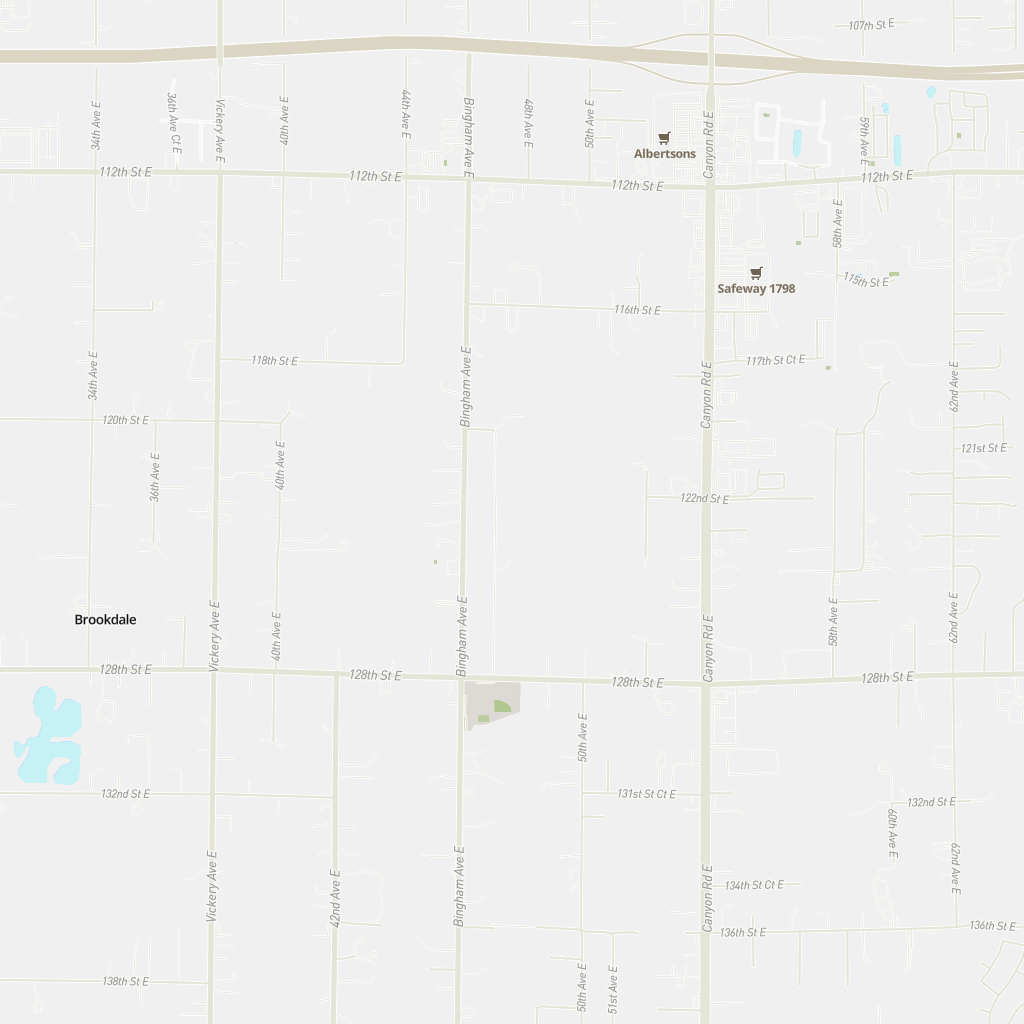 107th St E
34th Ave E
36th Ave Ct E
Vickery Ave E
40th Ave E
44th Ave E
Bingham Ave E
48th Ave E
50th Ave E
Albertsons
Canyon Rd E
59th Ave E
112th St E
112th St E
112th St E
112th St E
58th Ave E
Safeway 1798
115th St E
116th St E
118th St E
34th Ave E
Bingham Ave E
Canyon Rd E
117th St Ct E
62nd Ave E
120th St E
36th Ave E
40th Ave E
121st St E
122nd St E
Brookdale
Vickery Ave E
40th Ave E
Bingham Ave E
Canyon Rd E
58th Ave E
62nd Ave E
128th St E
128th St E
128th St E
128th St E
50th Ave E
132nd St E
131st St Ct E
132nd St E
60th Ave E
62nd Ave E
Vickery Ave E
42nd Ave E
Bingham Ave E
Canyon Rd E
134th St Ct E
136th St E
136th St E
138th St E
50th Ave E
51st Ave E